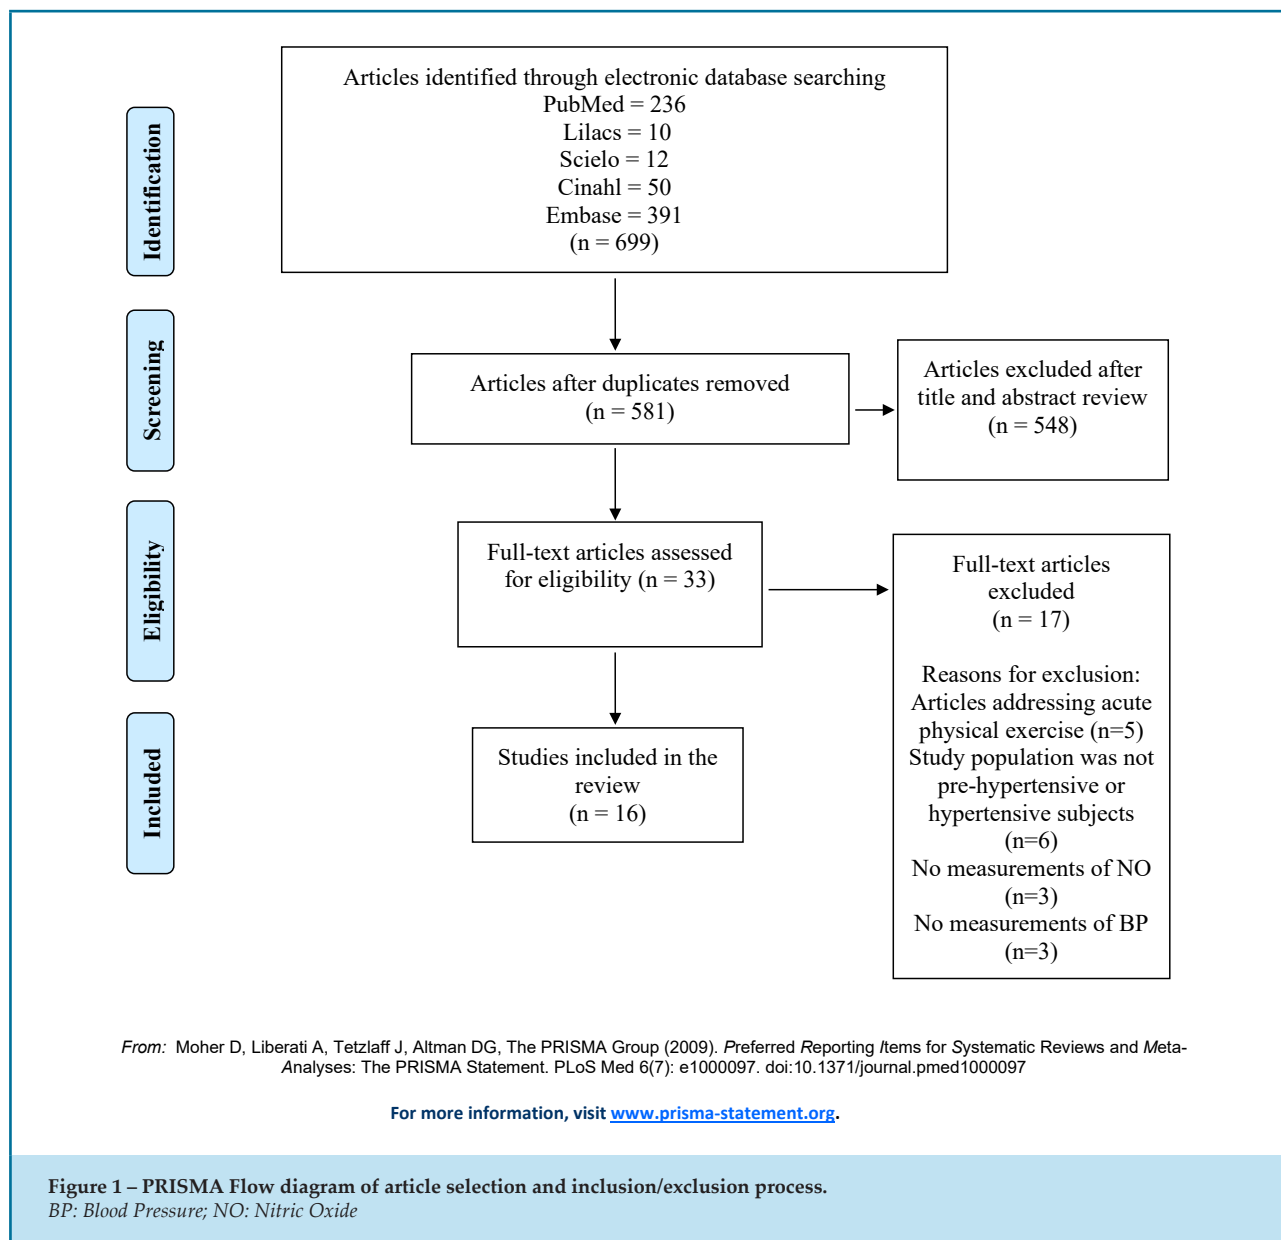 Identification
Articles identified through electronic database searching
PubMed = 236
Lilacs = 10
Scielo = 12
Cinahl = 50
Embase = 391
(n = 699)
Screening
Articles after duplicates removed
(n = 581)
Articles excluded after
title and abstract review
(n = 548)
Eligibility
Full-text articles assessed
for eligibility (n = 33)
Full-text articles
excluded
(n = 17)
Reasons for exclusion:
Articles addressing acute
physical exercise (n=5)
Study population was not
pre-hypertensive or
hypertensive subjects
(n=6)
No measurements of NO
(n=3)
No measurements of BP
(n=3)
Included
Studies included in the
review
(n = 16)
From: Moher D, Liberati A, Tetzlaff J, Altman DG, The PRISMA Group (2009). Preferred Reporting Items for Systematic Reviews and Meta-
Analyses: The PRISMA Statement. PLoS Med 6(7): e1000097. doi:10.1371/journal.pmed1000097
For more information, visit www.prisma-statement.org.
Figure 1 – PRISMA Flow diagram of article selection and inclusion/exclusion process.
BP: Blood Pressure; NO: Nitric Oxide